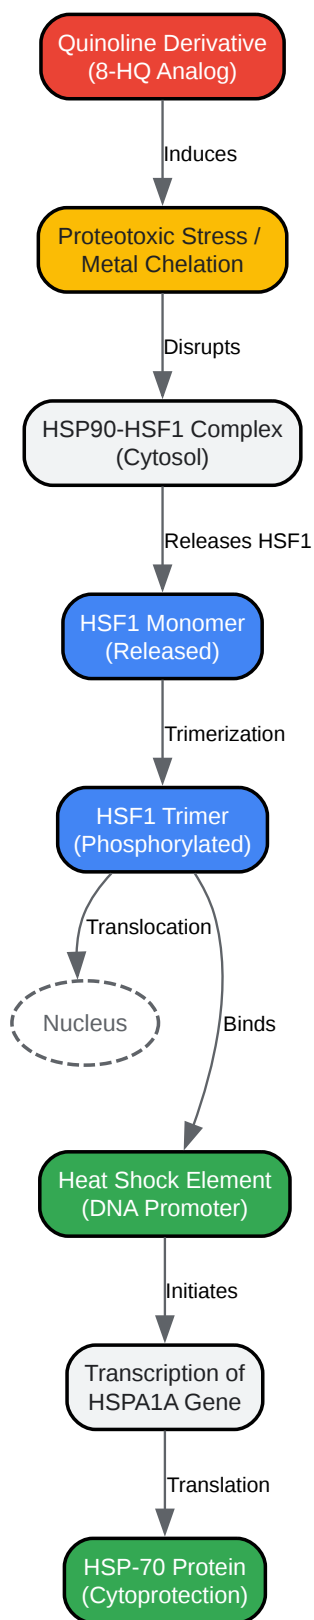 Quinoline Derivative
(8-HQ Analog)
Induces
Proteotoxic Stress /
Metal Chelation
Disrupts
HSP90-HSF1 Complex
(Cytosol)
Releases HSF1
HSF1 Monomer
(Released)
Trimerization
HSF1 Trimer
(Phosphorylated)
Translocation
Nucleus
Binds
Heat Shock Element
(DNA Promoter)
Initiates
Transcription of
HSPA1A Gene
Translation
HSP-70 Protein
(Cytoprotection)